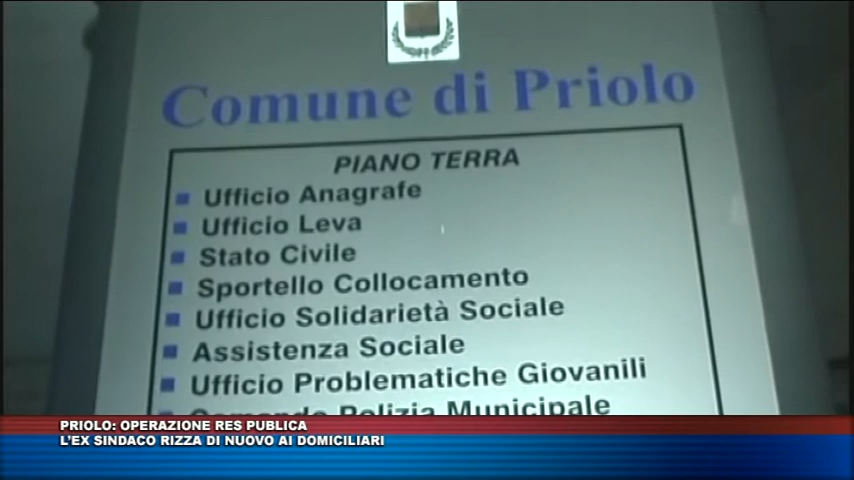 Comune di Priolo
PIANO TERRA
Ufficio Anagrafe
Ufficio Leva
Stato Civile
Sportello Collocamento
Ufficio Solidarietà Sociale
Assistenza Sociale
Ufficio Problematiche Giovanili
Comando Polizia Municipale
PRIOLO: OPERAZIONE RES PUBLICA
L'EX SINDACO RIZZA DI NUOVO AI DOMICILIARI